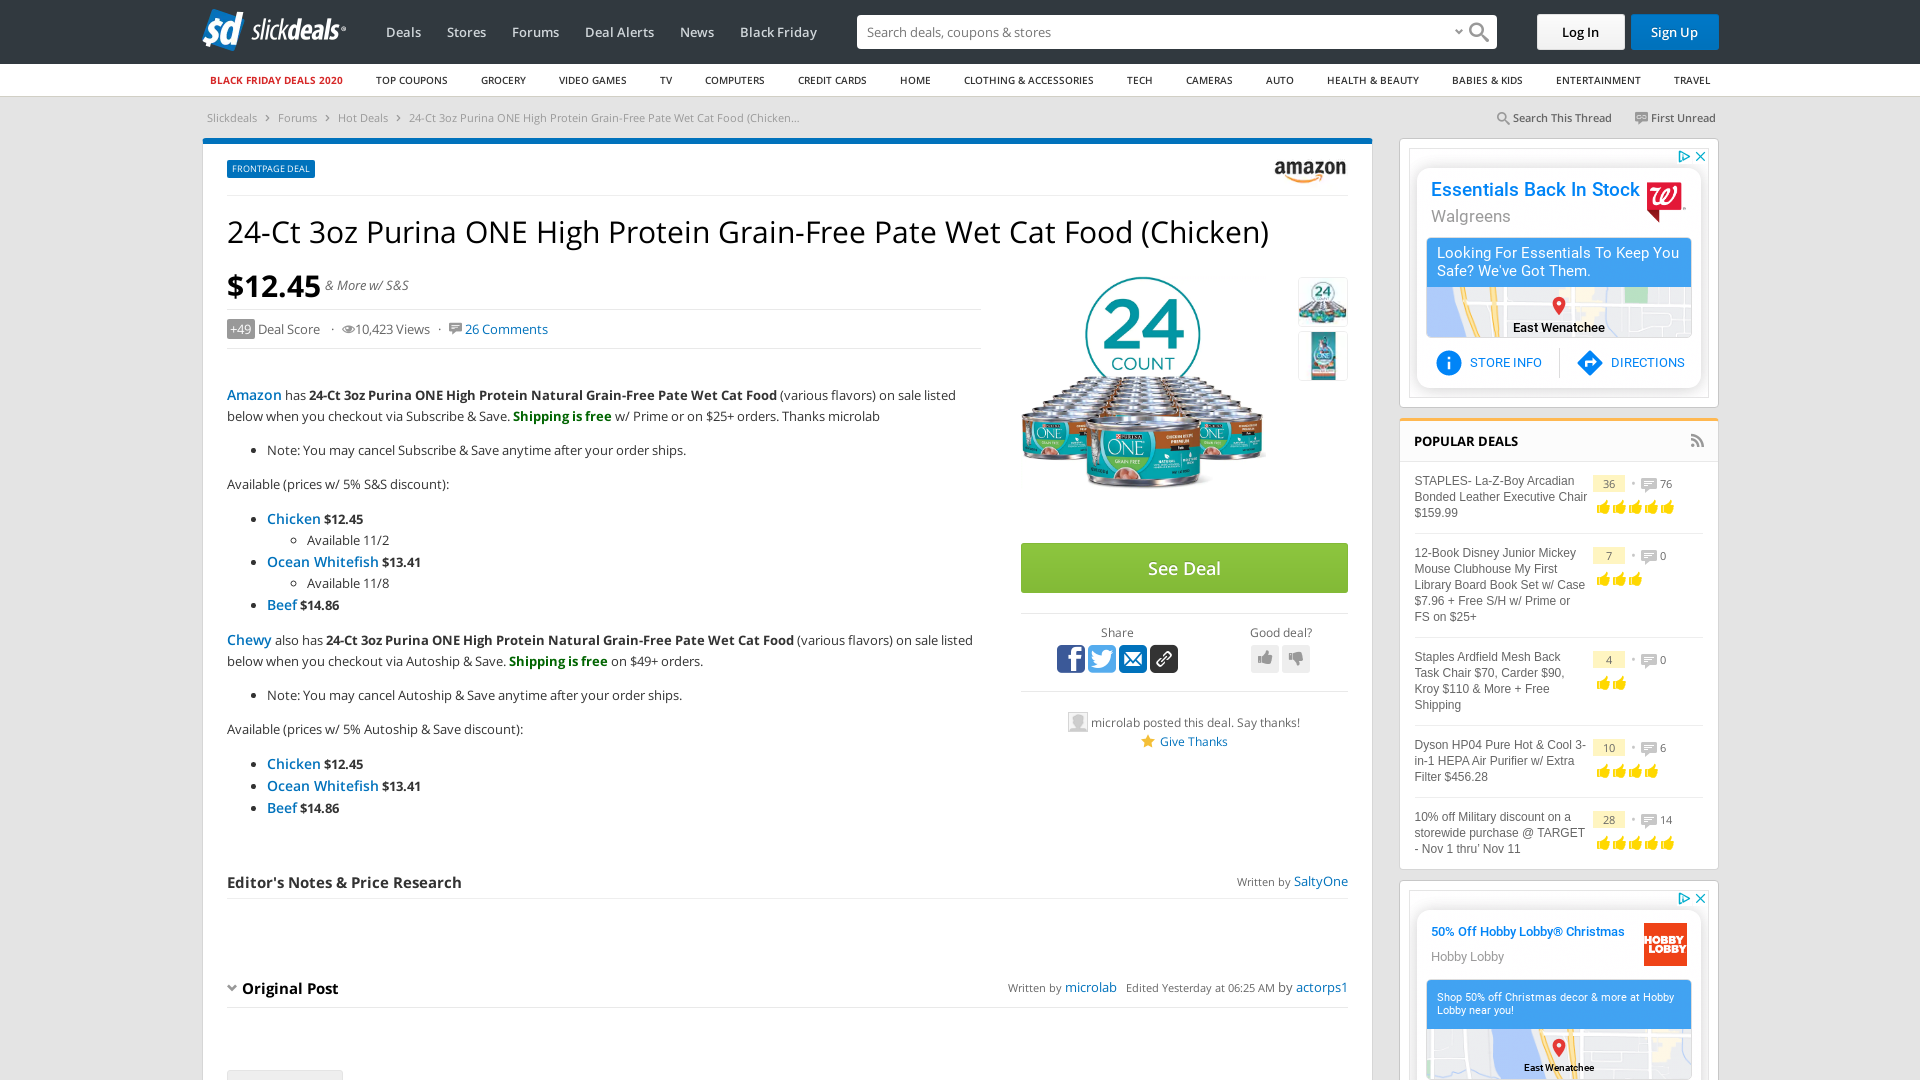 sd slickdeals
Deals Stores Forums Deal Alerts News Black Friday
Search deals, coupons & stores
Log In
Sign Up
BLACK FRIDAY DEALS 2020 TOP COUPONS GROCERY VIDEO GAMES TV COMPUTERS CREDIT CARDS HOME CLOTHING & ACCESSORIES TECH CAMERAS AUTO HEALTH & BEAUTY BABIES & KIDS ENTERTAINMENT TRAVEL
Slickdeals › Forums › Hot Deals › 24-Ct 3oz Purina ONE High Protein Grain-Free Pate Wet Cat Food (Chicken...
Search This Thread First Unread
FRONTPAGE DEAL
amazon
24-Ct 3oz Purina ONE High Protein Grain-Free Pate Wet Cat Food (Chicken)
$12.45 & More w/ S&S
+49 Deal Score · 10,423 Views · 26 Comments
Amazon has 24-Ct 3oz Purina ONE High Protein Natural Grain-Free Pate Wet Cat Food (various flavors) on sale listed
below when you checkout via Subscribe & Save. Shipping is free w/ Prime or on $25+ orders. Thanks microlab
• Note: You may cancel Subscribe & Save anytime after your order ships.
Available (prices w/ 5% S&S discount):
• Chicken $12.45
◦ Available 11/2
• Ocean Whitefish $13.41
◦ Available 11/8
• Beef $14.86
Chewy also has 24-Ct 3oz Purina ONE High Protein Natural Grain-Free Pate Wet Cat Food (various flavors) on sale listed
below when you checkout via Autoship & Save. Shipping is free on $49+ orders.
• Note: You may cancel Autoship & Save anytime after your order ships.
Available (prices w/ 5% Autoship & Save discount):
• Chicken $12.45
• Ocean Whitefish $13.41
• Beef $14.86
24
COUNT
ONE
ONE
ONE
24
See Deal
Share
Good deal?
microlab posted this deal. Say thanks!
Give Thanks
Editor's Notes & Price Research
Written by SaltyOne
Original Post
Written by microlab Edited Yesterday at 06:25 AM by actorps1
Essentials Back In Stock
Walgreens
W
Looking For Essentials To Keep You
Safe? We've Got Them.
East Wenatchee
STORE INFO
DIRECTIONS
POPULAR DEALS
STAPLES- La-Z-Boy Arcadian
Bonded Leather Executive Chair
$159.99
36 • 76
12-Book Disney Junior Mickey
Mouse Clubhouse My First
Library Board Book Set w/ Case
$7.96 + Free S/H w/ Prime or
FS on $25+
7 • 0
Staples Ardfield Mesh Back
Task Chair $70, Carder $90,
Kroy $110 & More + Free
Shipping
4 • 0
Dyson HP04 Pure Hot & Cool 3-
in-1 HEPA Air Purifier w/ Extra
Filter $456.28
10 • 6
10% off Military discount on a
storewide purchase @ TARGET
- Nov 1 thru' Nov 11
28 • 14
50% Off Hobby Lobby® Christmas
Hobby Lobby
HOBBY
LOBBY
Shop 50% off Christmas decor & more at Hobby
Lobby near you!
East Wenatchee